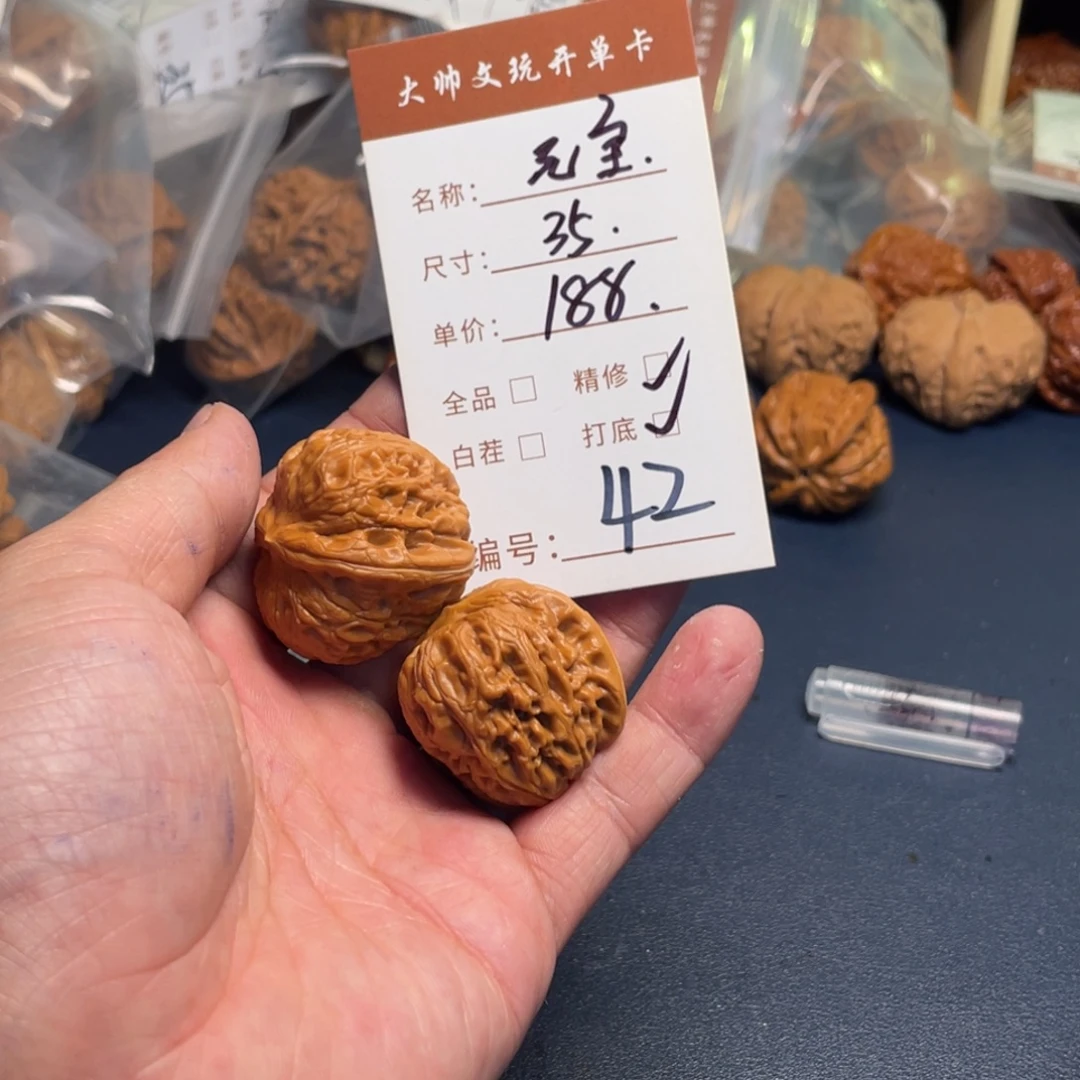 大帅文玩开单卡
名称：元宝.
尺寸：35.
单价：188.
全品 □ 精修 ☑
白茬 □ 打底 ☑
编号：42